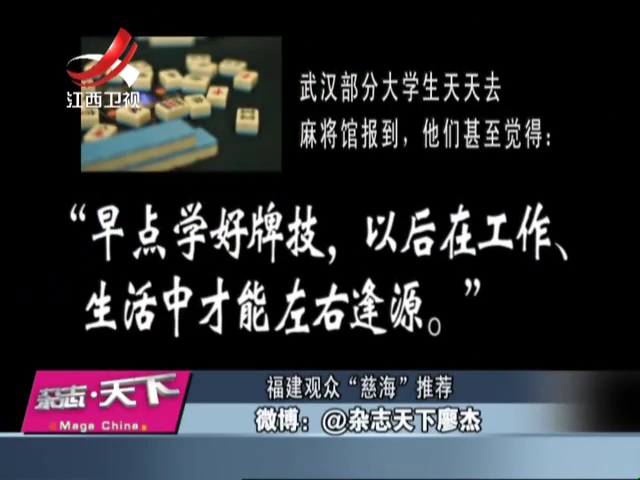 江西卫视
武汉部分大学生天天去
麻将馆报到，他们甚至觉得：
“早点学好牌技，以后在工作、
生活中才能左右逢源。”
福建观众“慈海”推荐
杂志·天下
Maga China
微博：@杂志天下廖杰